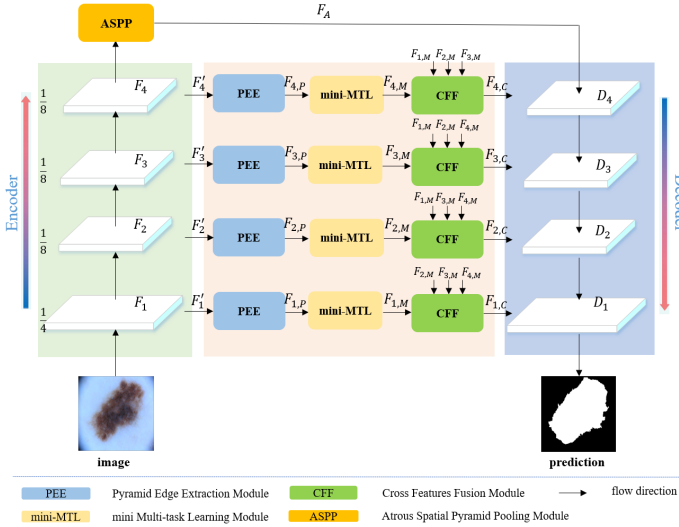 F_A
ASPP
F_{1,M} F_{2,M} F_{3,M}
1/8 F_4 F'_4 PEE F_{4,P} mini-MTL F_{4,M} CFF F_{4,C} D_4
F_{1,M} F_{2,M} F_{4,M}
1/8 F_3 F'_3 PEE F_{3,P} mini-MTL F_{3,M} CFF F_{3,C} D_3
Encoder
Decoder
F_{1,M} F_{3,M} F_{4,M}
1/8 F_2 F'_2 PEE F_{2,P} mini-MTL F_{2,M} CFF F_{2,C} D_2
F_{2,M} F_{3,M} F_{4,M}
1/4 F_1 F'_1 PEE F_{1,P} mini-MTL F_{1,M} CFF F_{1,C} D_1
image
prediction
PEE Pyramid Edge Extraction Module CFF Cross Features Fusion Module flow direction
mini-MTL mini Multi-task Learning Module ASPP Atrous Spatial Pyramid Pooling Module